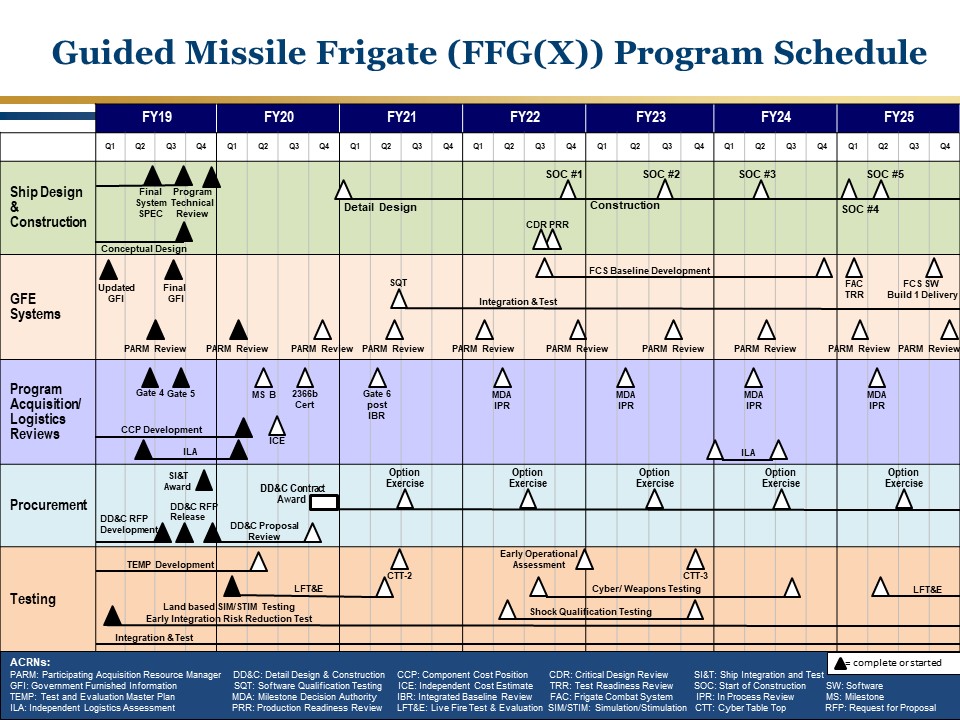 Guided Missile Frigate (FFG(X)) Program Schedule
FY19 FY20 FY21 FY22 FY23 FY24 FY25
Q1 Q2 Q3 Q4 Q1 Q2 Q3 Q4 Q1 Q2 Q3 Q4 Q1 Q2 Q3 Q4 Q1 Q2 Q3 Q4 Q1 Q2 Q3 Q4 Q1 Q2 Q3 Q4
Ship Design
&
Construction
Final
System
SPEC
Program
Technical
Review
Conceptual Design
Detail Design
SOC #1
CDR PRR
Construction
SOC #2
SOC #3
SOC #4
SOC #5
GFE
Systems
Updated
GFI
Final
GFI
SQT
Integration & Test
FCS Baseline Development
FAC
TRR
FCS SW
Build 1 Delivery
PARM Review PARM Review PARM Review PARM Review PARM Review PARM Review PARM Review PARM Review PARM Review PARM Review
Program
Acquisition/
Logistics
Reviews
Gate 4 Gate 5
MS B
2366b
Cert
Gate 6
post
IBR
MDA
IPR
MDA
IPR
MDA
IPR
MDA
IPR
CCP Development
ICE
ILA
ILA
Procurement
SI&T
Award
DD&C RFP
Development
DD&C RFP
Release
DD&C Contract
Award
DD&C Proposal
Review
Option
Exercise
Option
Exercise
Option
Exercise
Option
Exercise
Option
Exercise
Testing
TEMP Development
CTT-2
Early Operational
Assessment
CTT-3
LFT&E
Cyber/ Weapons Testing
LFT&E
Land based SIM/STIM Testing
Early Integration Risk Reduction Test
Shock Qualification Testing
Integration & Test
= complete or started
ACRNs:
PARM: Participating Acquisition Resource Manager DD&C: Detail Design & Construction CCP: Component Cost Position CDR: Critical Design Review SI&T: Ship Integration and Test
GFI: Government Furnished Information SQT: Software Qualification Testing ICE: Independent Cost Estimate TRR: Test Readiness Review SOC: Start of Construction SW: Software
TEMP: Test and Evaluation Master Plan MDA: Milestone Decision Authority IBR: Integrated Baseline Review FAC: Frigate Combat System IPR: In Process Review MS: Milestone
ILA: Independent Logistics Assessment PRR: Production Readiness Review LFT&E: Live Fire Test & Evaluation SIM/STIM: Simulation/Stimulation CTT: Cyber Table Top RFP: Request for Proposal